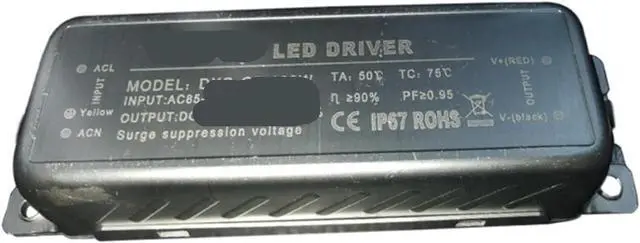 LED DRIVER
ACL
INPUT
Yellow
ACN
MODEL:
TA: 50℃ TC: 75℃
INPUT:AC85-
η ≥90% PF≥0.95
OUTPUT:DC
CE IP67 ROHS
Surge suppression voltage
V+(RED)
OUTPUT
V-(black)